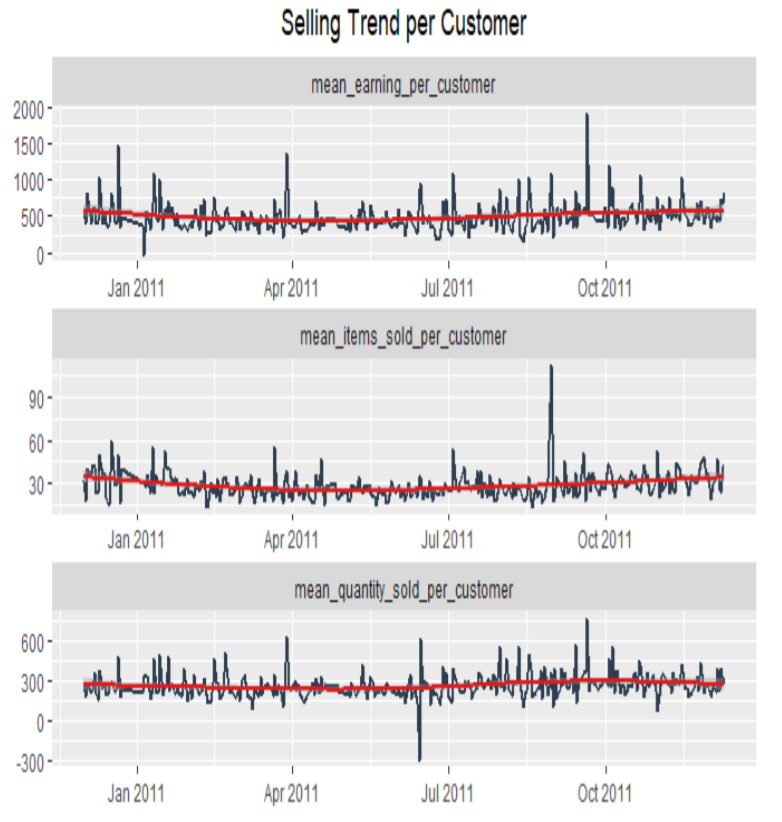 Selling Trend per Customer
mean_earning_per_customer
2000
1500
1000
500
0
Jan 2011 Apr 2011 Jul 2011 Oct 2011
mean_items_sold_per_customer
90
60
30
Jan 2011 Apr 2011 Jul 2011 Oct 2011
mean_quantity_sold_per_customer
600
300
0
-300
Jan 2011 Apr 2011 Jul 2011 Oct 2011